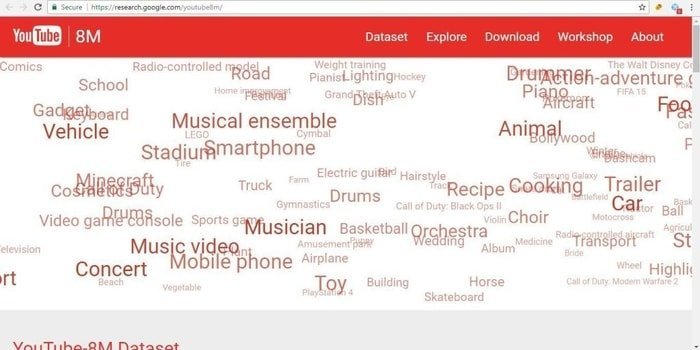 Secure | https://research.google.com/youtube8m/
YouTube 8M
Dataset Explore Download Workshop About
Comics
Radio-controlled model
Weight training
The Walt Disney Co
School
Road
Pianist
Lighting
Hockey
Drummer
Action-adventure g
Home improvement
Festival
Grand Theft Auto V
Dish
Piano
Aircraft
FIFA 15
Foo
Gadget
Keyboard
Vehicle
Musical ensemble
LEGO
Cymbal
Animal
Bollywood
Stadium
Smartphone
Tire
Winter
Dashcam
Minecraft
Cosmetics
Call of Duty
Truck
Farm
Electric guitar
Bird
Hairstyle
Samsung Galaxy
Recipe
Cooking
Trailer
Drums
Gymnastics
Drums
Call of Duty: Black Ops II
Battlefield
Car
Ball
Video game console
Sports game
Musician
Basketball
Orchestra
Violin
Choir
Motocross
Television
Music video
Plant
Amusement park
Puppy
Wedding
Album
Medicine
Radio-controlled aircraft
Transport
St
Concert
Mobile phone
Airplane
Bride
Wheel
Highli
rt
Beach
Vegetable
Toy
PlayStation 4
Building
Horse
Skateboard
Call of Duty: Modern Warfare 2
YouTube-8M Dataset